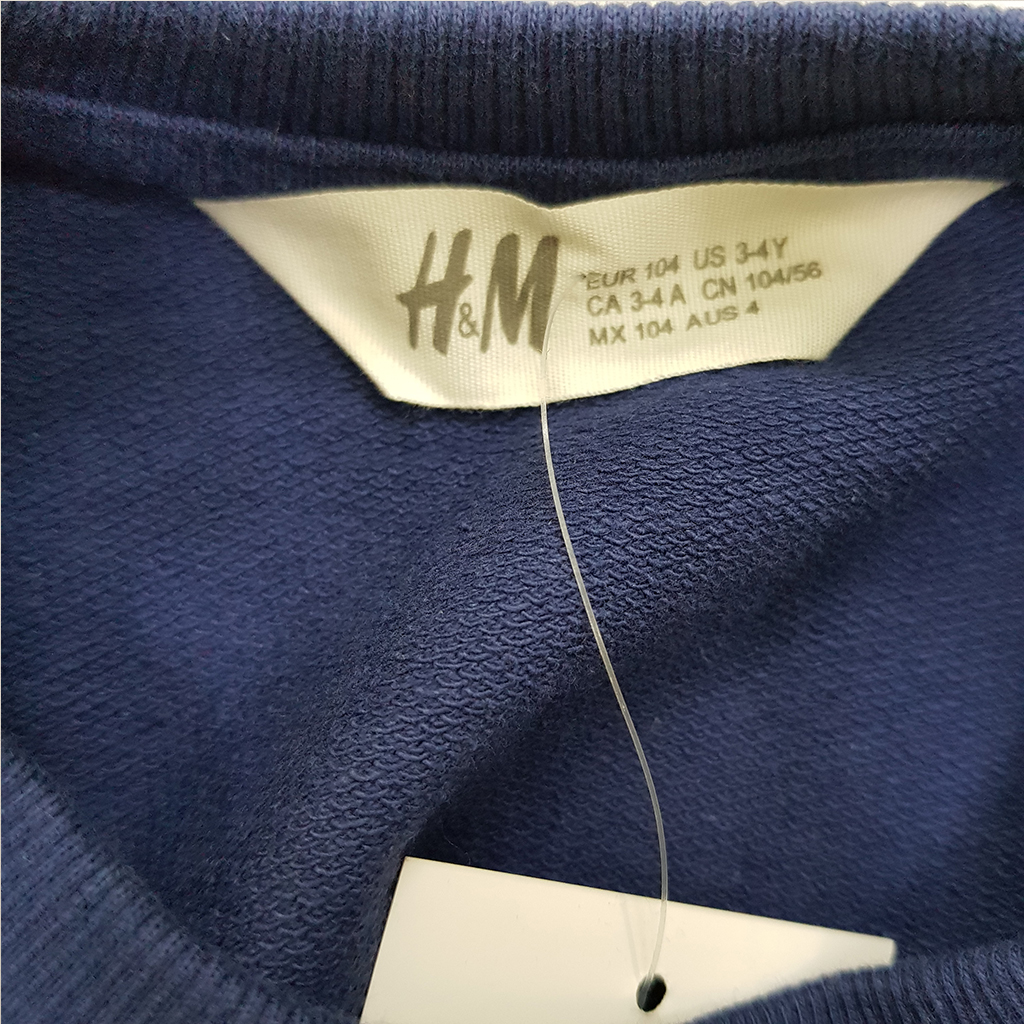 H&M
EUR 104 US 3-4Y
CA 3-4 A CN 104/56
MX 104 AUS 4